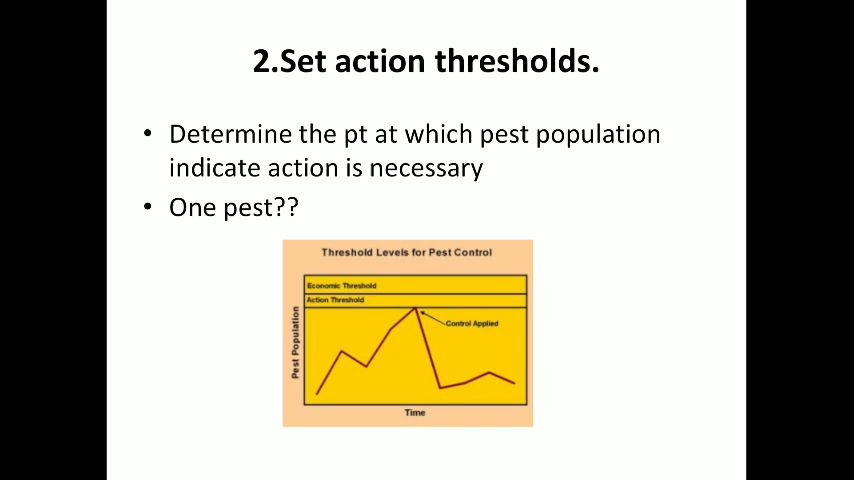 2.Set action thresholds.
• Determine the pt at which pest population
indicate action is necessary
• One pest??
Threshold Levels for Pest Control
Economic Threshold
Action Threshold
Control Applied
Pest Population
Time